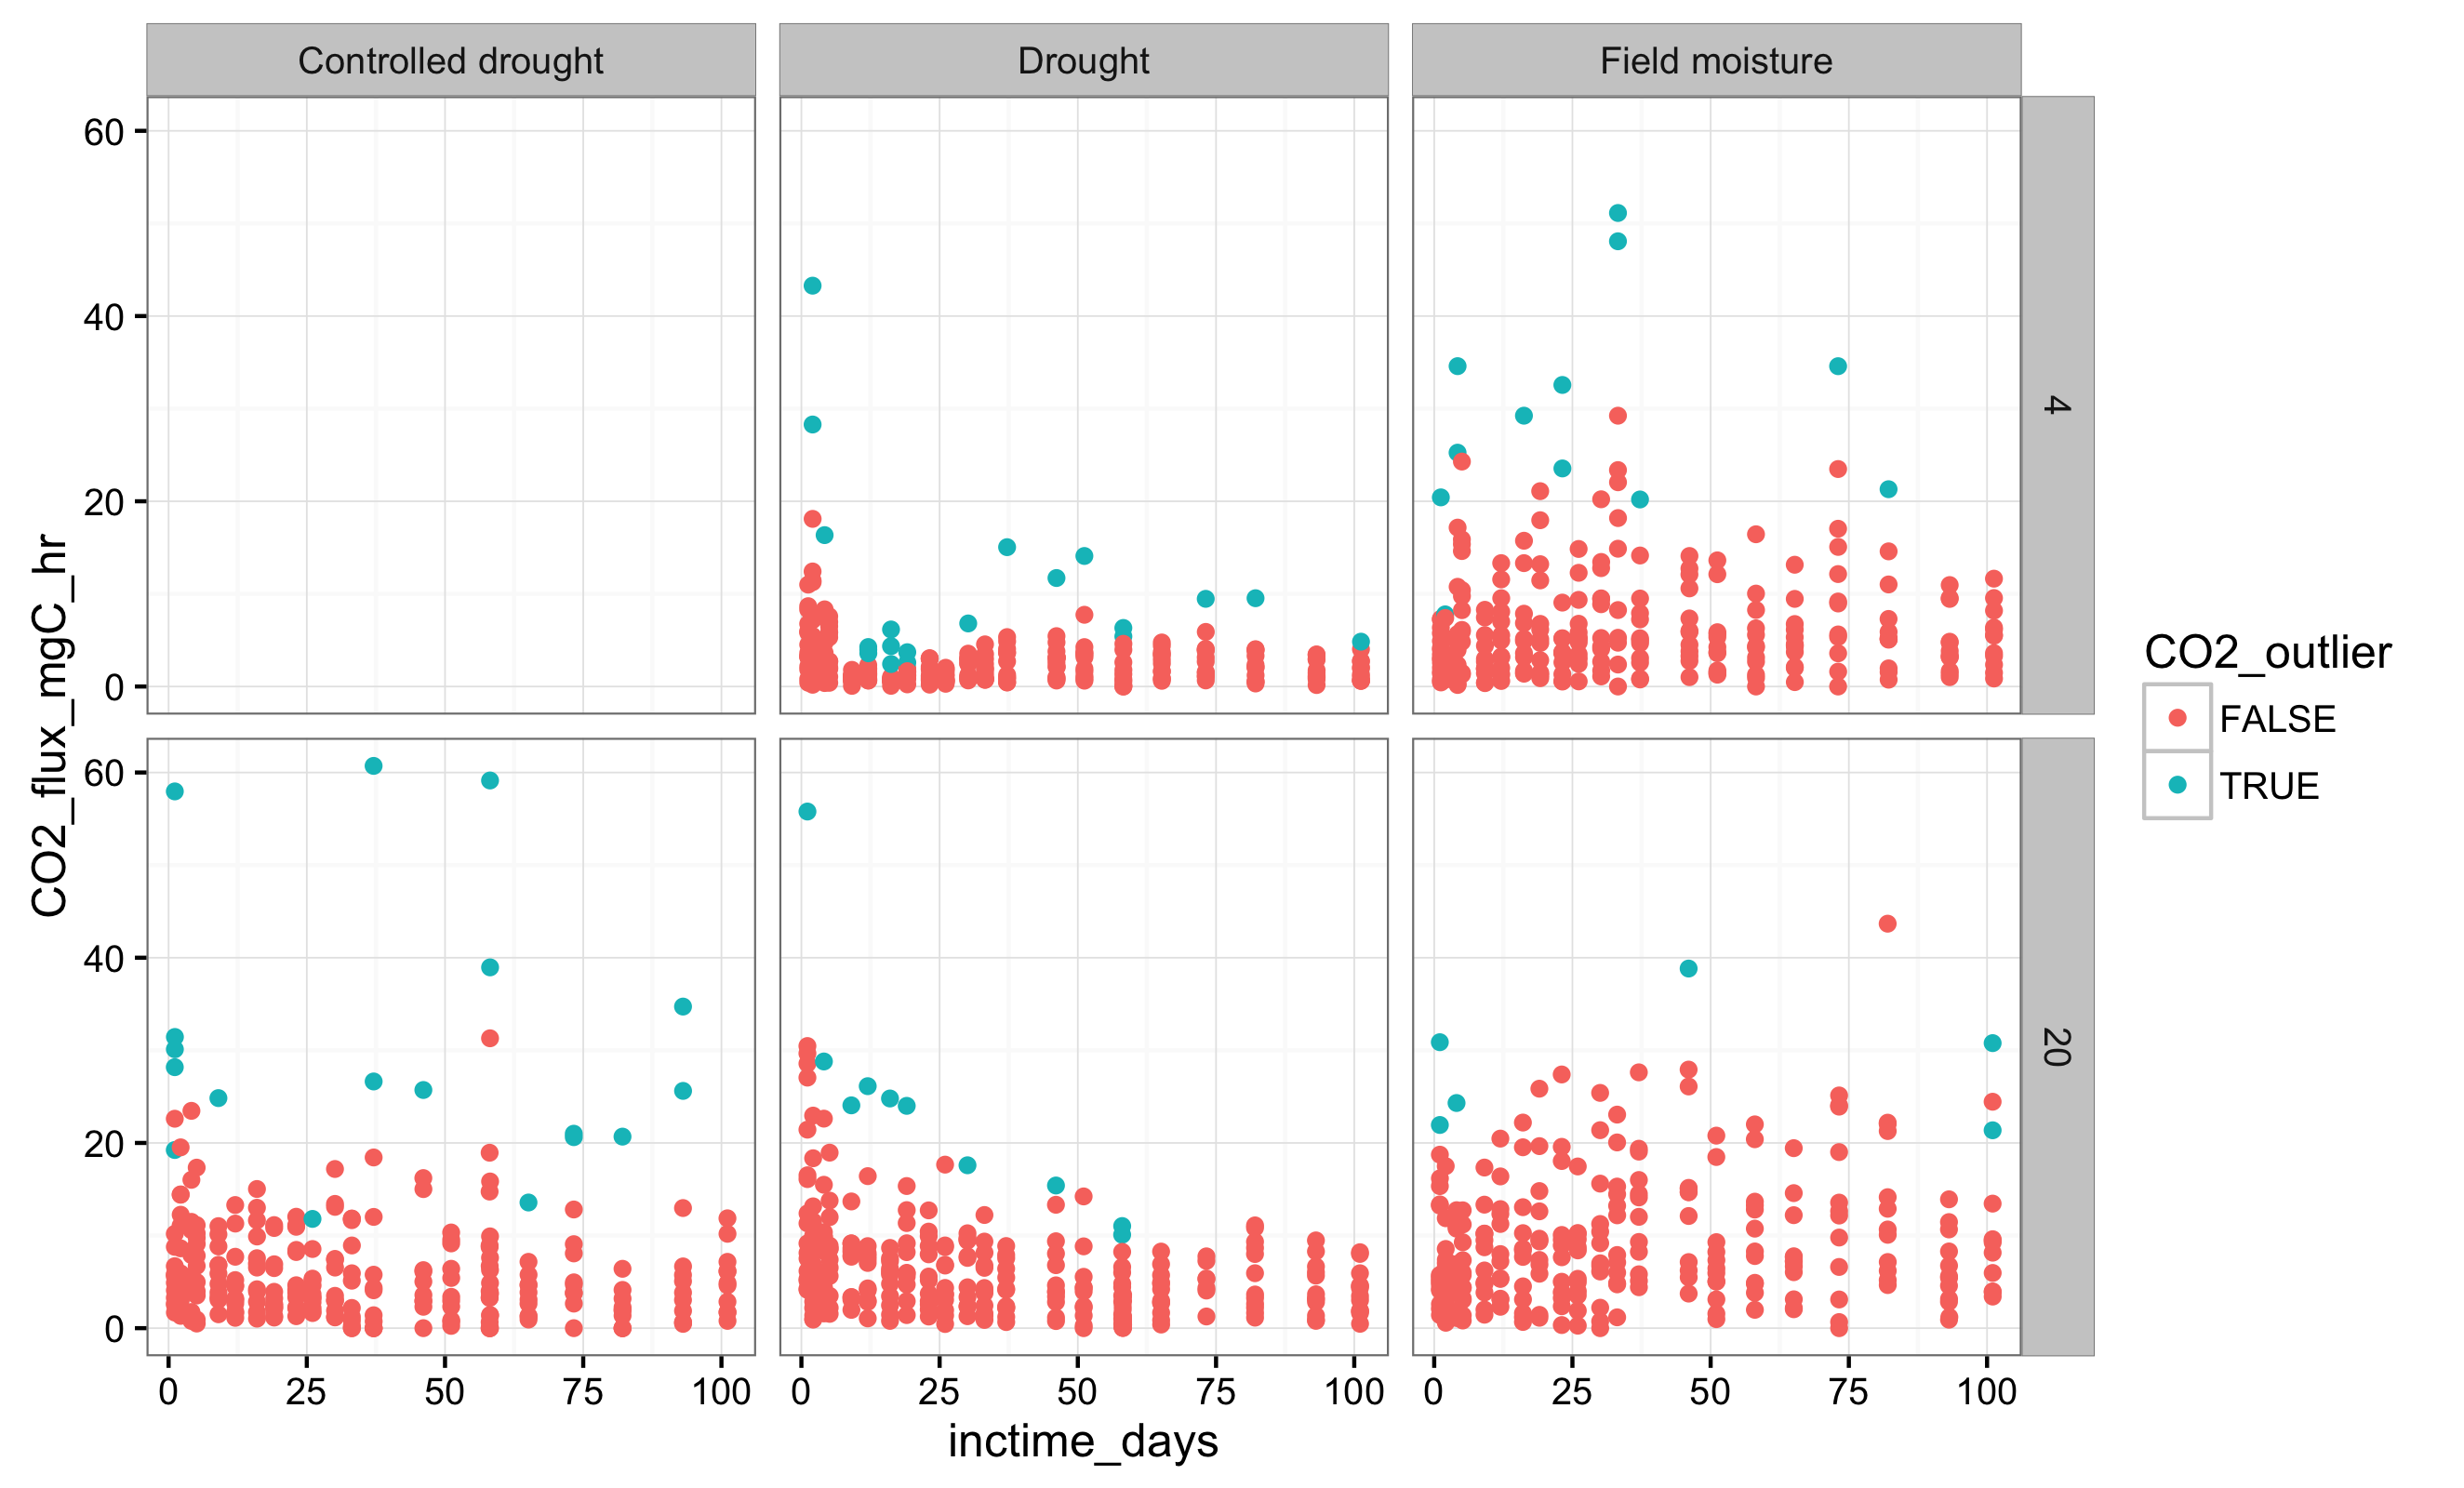 Controlled drought
Drought
Field moisture
60
40
20
0
4
60
40
20
0
20
CO2_flux_mgC_hr
0 25 50 75 100
0 25 50 75 100
0 25 50 75 100
inctime_days
CO2_outlier
FALSE
TRUE